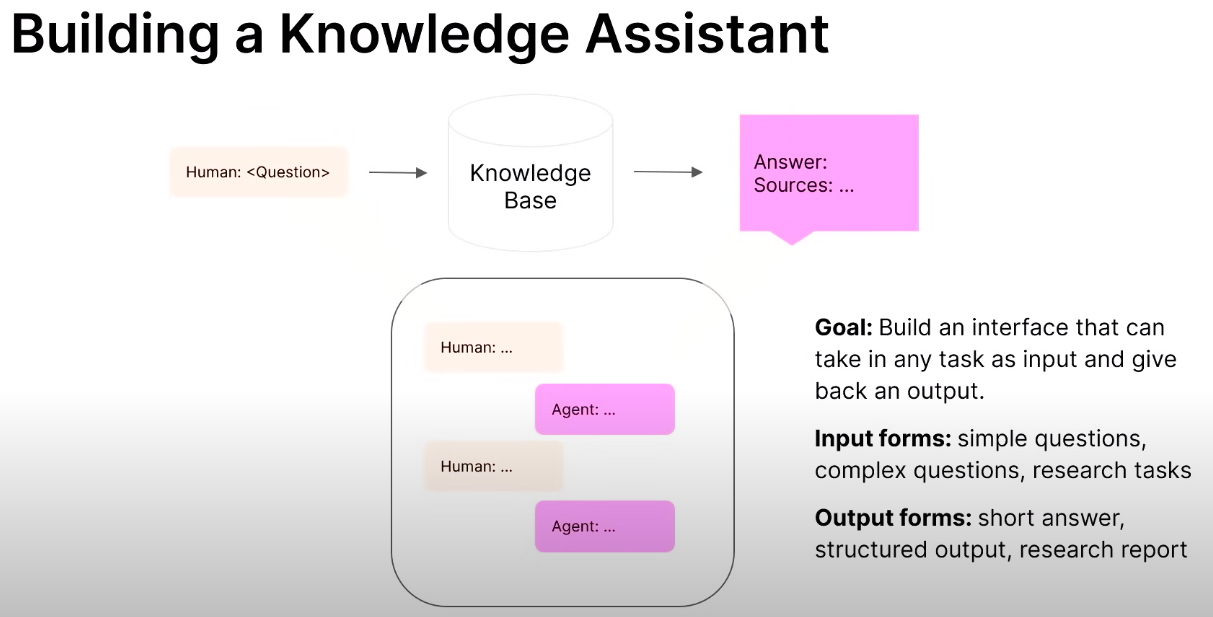 Building a Knowledge Assistant
Human: <Question>
Knowledge
Base
Answer:
Sources: ...
Human: ...
Agent: ...
Human: ...
Agent: ...
Goal: Build an interface that can
take in any task as input and give
back an output.
Input forms: simple questions,
complex questions, research tasks
Output forms: short answer,
structured output, research report